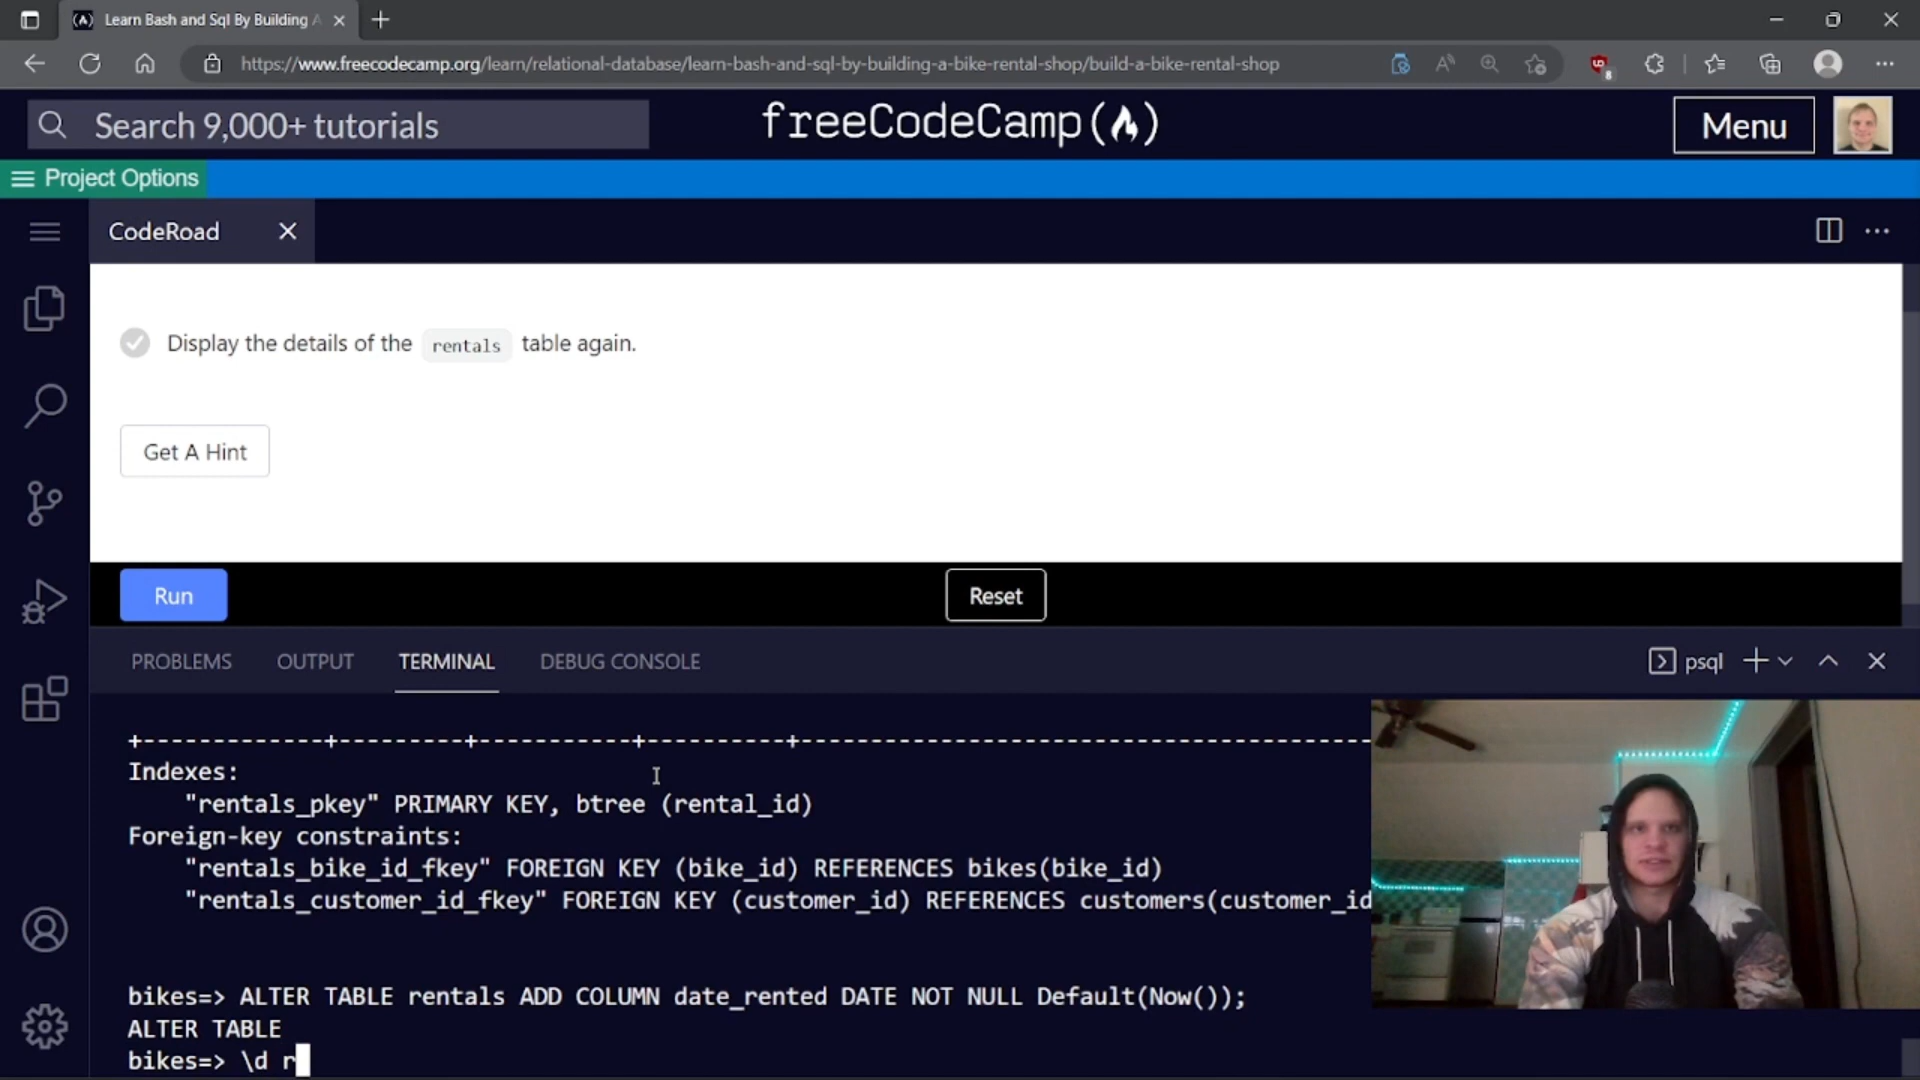 Learn Bash and Sql By Building A
https://www.freecodecamp.org/learn/relational-database/learn-bash-and-sql-by-building-a-bike-rental-shop/build-a-bike-rental-shop
8
Search 9,000+ tutorials
freeCodeCamp
Menu
Project Options
CodeRoad
Display the details of the rentals table again.
Get A Hint
Run
Reset
PROBLEMS
OUTPUT
TERMINAL
DEBUG CONSOLE
psql
+-------------+---------+-----------+----------+-----------------------------------------
Indexes:
"rentals_pkey" PRIMARY KEY, btree (rental_id)
Foreign-key constraints:
"rentals_bike_id_fkey" FOREIGN KEY (bike_id) REFERENCES bikes(bike_id)
"rentals_customer_id_fkey" FOREIGN KEY (customer_id) REFERENCES customers(customer_id
bikes=> ALTER TABLE rentals ADD COLUMN date_rented DATE NOT NULL Default(Now());
ALTER TABLE
bikes=> \d r